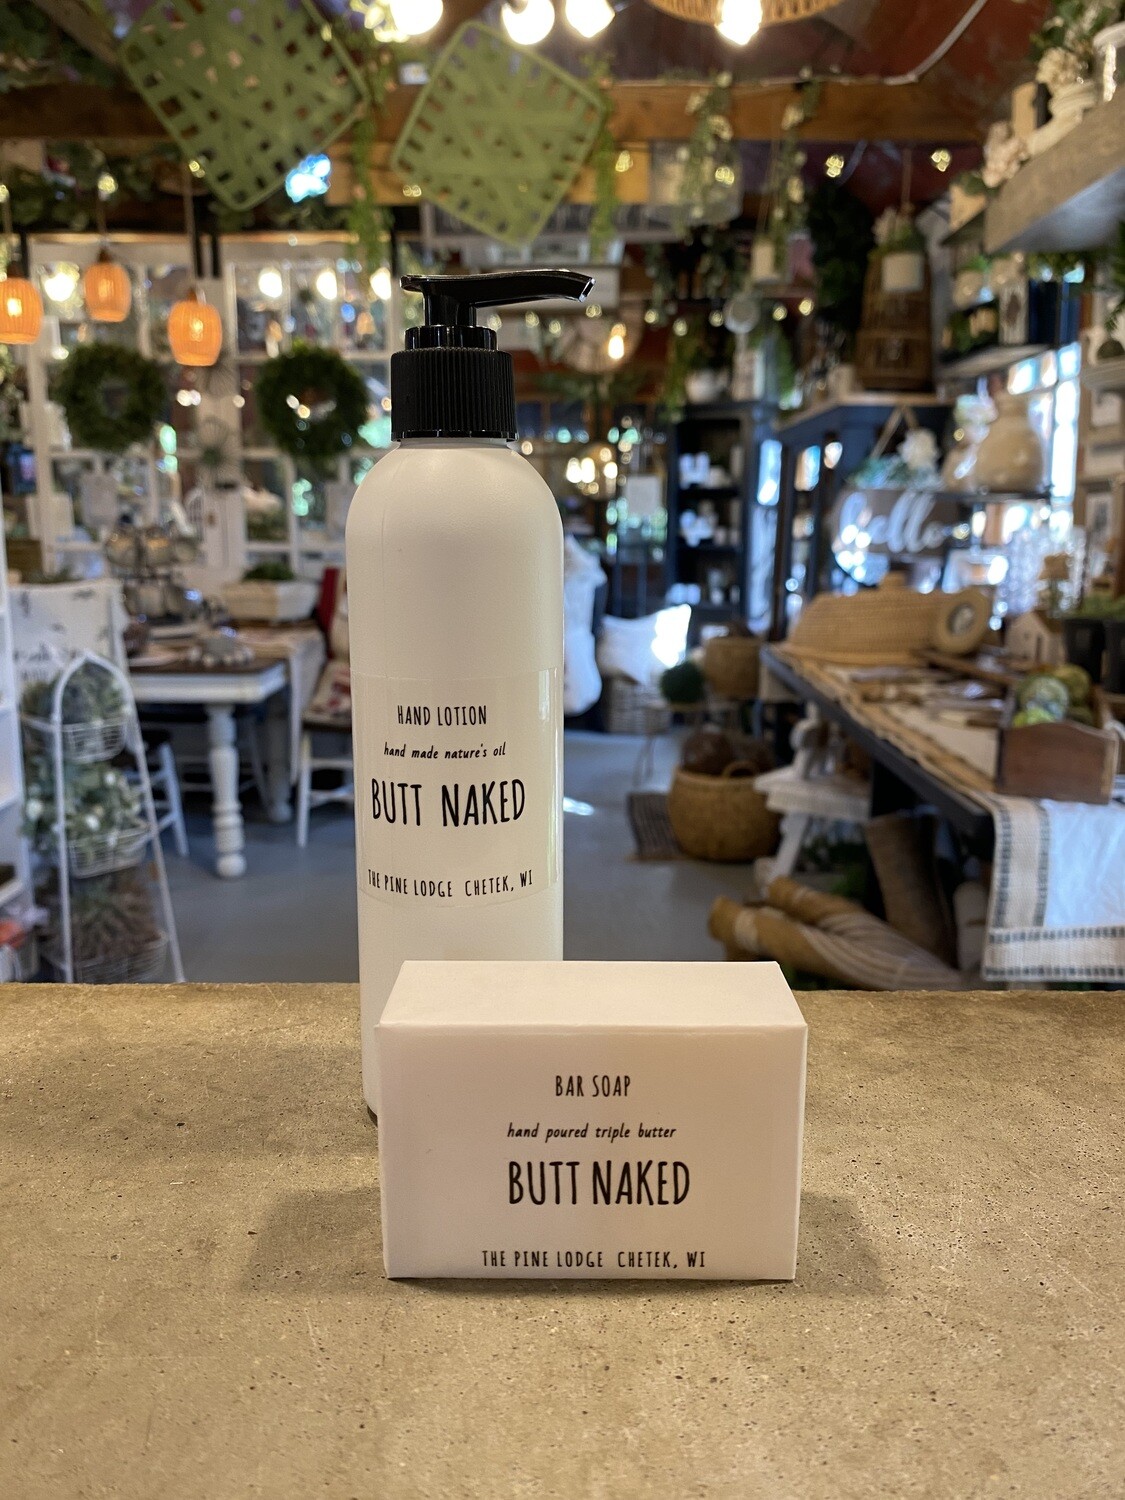 hello
HAND LOTION
hand made nature's oil
BUTT NAKED
THE PINE LODGE CHETEK, WI
BAR SOAP
hand poured triple butter
BUTT NAKED
THE PINE LODGE CHETEK, WI